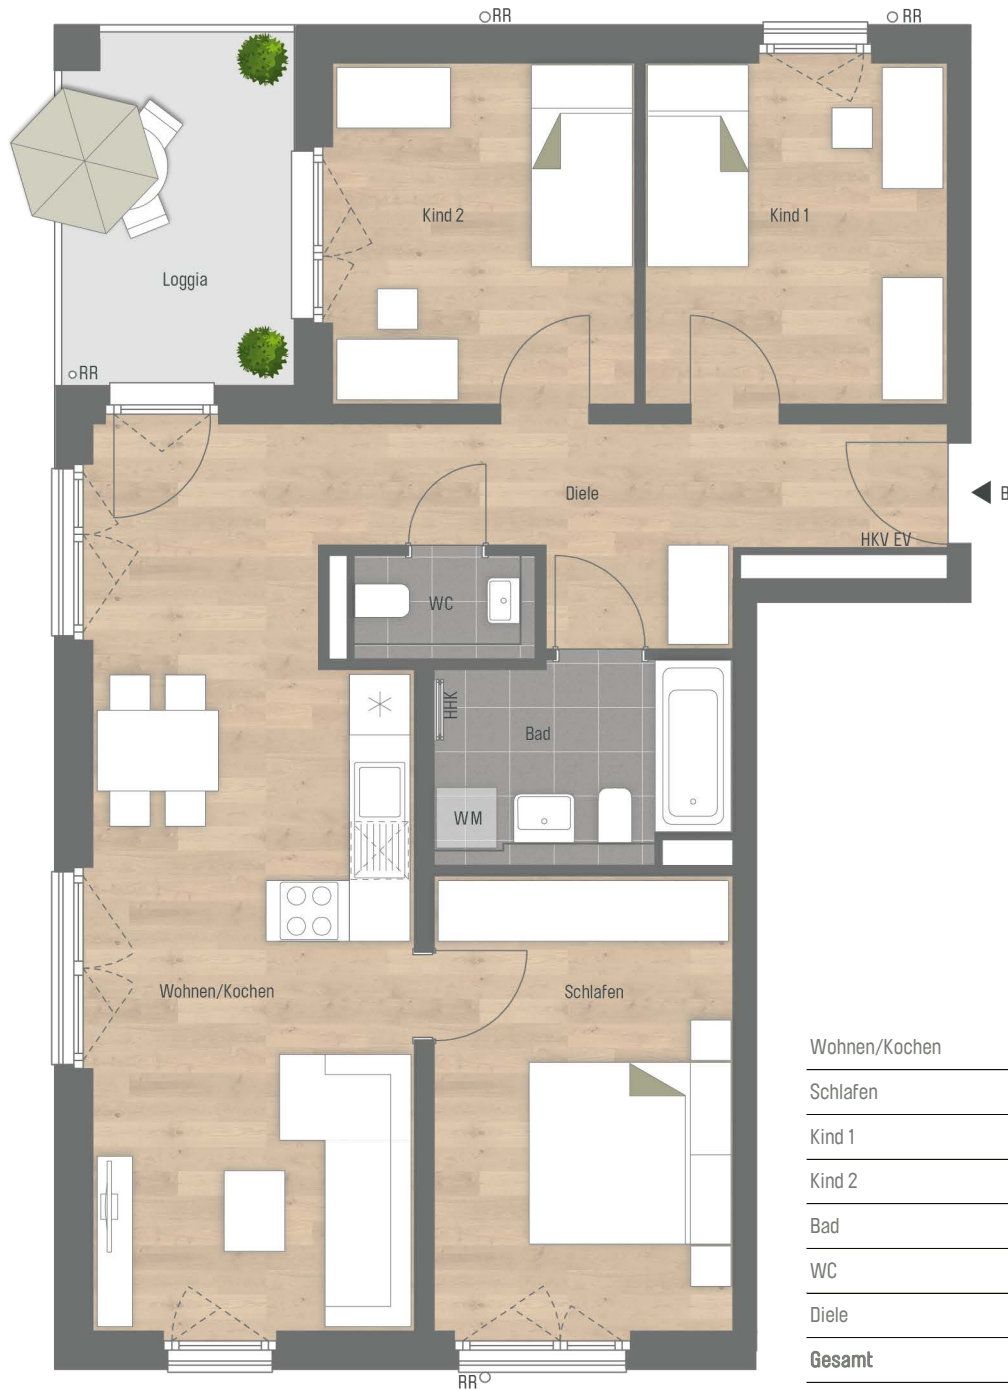 RR
RR
Kind 2
Kind 1
Loggia
RR
Diele
B
HKV EV
WC
HHK
Bad
WM
Wohnen/Kochen
Schlafen
RR
Wohnen/Kochen
Schlafen
Kind 1
Kind 2
Bad
WC
Diele
Gesamt